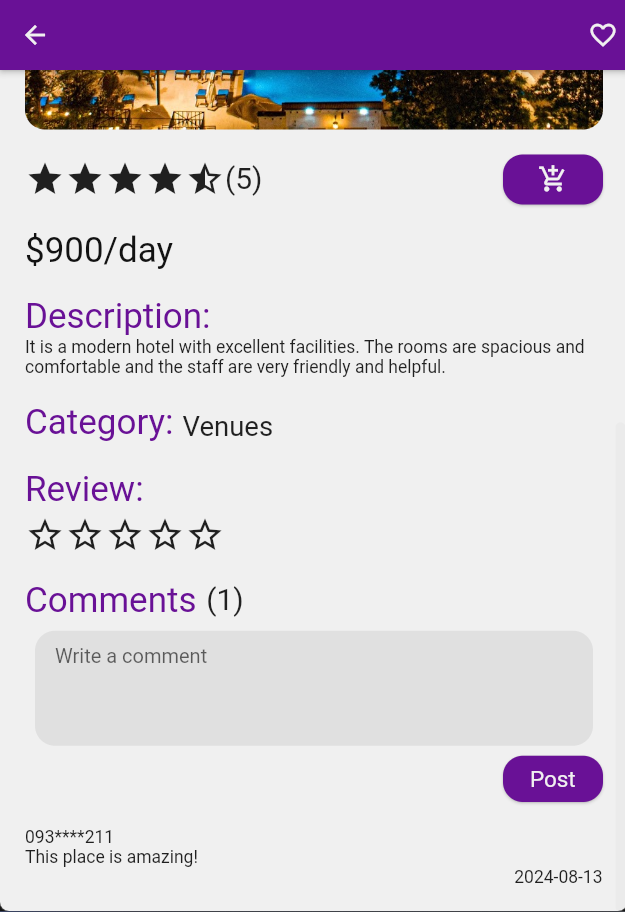 (5)
$900/day
Description:
It is a modern hotel with excellent facilities. The rooms are spacious and
comfortable and the staff are very friendly and helpful.
Category: Venues
Review:
Comments (1)
Write a comment
Post
093****211
This place is amazing!
2024-08-13